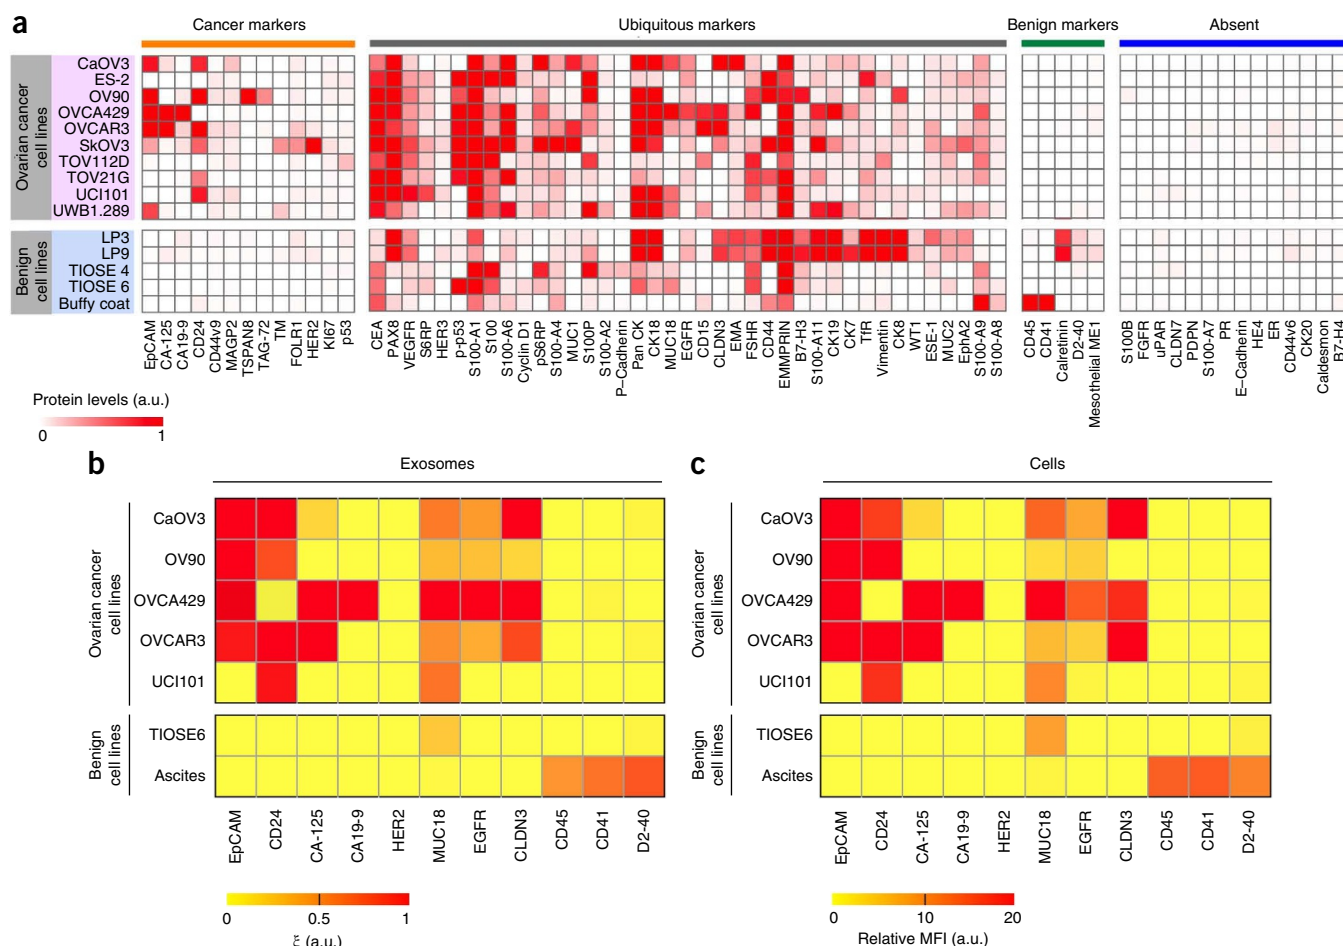 a
Cancer markers
Ubiquitous markers
Benign markers
Absent
Ovarian cancer
cell lines
CaOV3
ES-2
OV90
OVCA429
OVCAR3
SkOV3
TOV112D
TOV21G
UCI101
UWB1.289
Benign
cell lines
LP3
LP9
TIOSE 4
TIOSE 6
Buffy coat
EpCAM
CA-125
CA19-9
CD24
CD44v9
MAGP2
TSPAN8
TAG-72
TM
FOLR1
HER2
KI67
p53
CEA
PAX8
VEGFR
S6RP
HER3
p-p53
S100-A1
S100
S100-A6
Cyclin D1
pS6RP
S100-A4
MUC1
S100P
S100-A2
P-Cadherin
Pan CK
CK18
MUC18
EGFR
CD15
CLDN3
EMA
FSHR
CD44
EMMPRIN
B7-H3
S100-A11
CK19
CK7
TfR
Vimentin
CK8
WT1
ESE-1
MUC2
EphA2
S100-A9
S100-A8
CD45
CD41
Calretinin
D2-40
Mesothelial ME1
S100B
FGFR
uPAR
CLDN7
PDPN
S100-A7
PR
E-Cadherin
HE4
ER
CD44v6
CK20
Caldesmon
B7-H4
Protein levels (a.u.)
0 1
b
Exosomes
Ovarian cancer
cell lines
CaOV3
OV90
OVCA429
OVCAR3
UCI101
Benign
cell lines
TIOSE6
Ascites
EpCAM
CD24
CA-125
CA19-9
HER2
MUC18
EGFR
CLDN3
CD45
CD41
D2-40
0 0.5 1
ξ (a.u.)
c
Cells
Ovarian cancer
cell lines
CaOV3
OV90
OVCA429
OVCAR3
UCI101
Benign
cell lines
TIOSE6
Ascites
EpCAM
CD24
CA-125
CA19-9
HER2
MUC18
EGFR
CLDN3
CD45
CD41
D2-40
0 10 20
Relative MFI (a.u.)